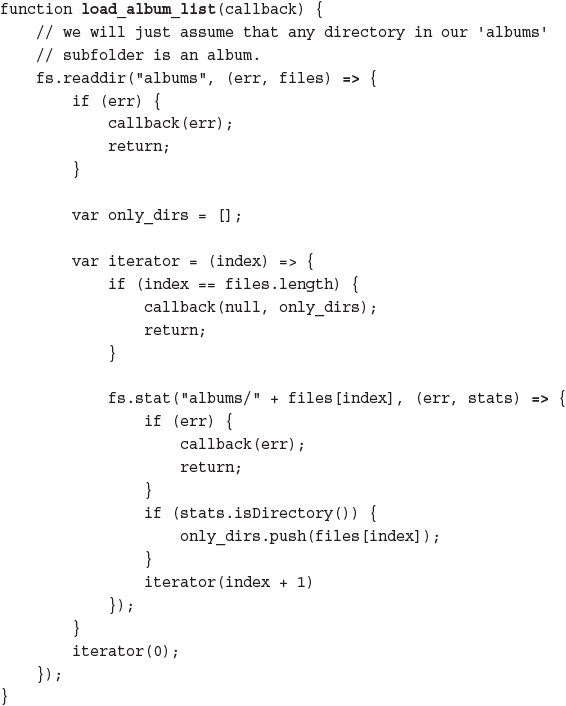 function load_album_list(callback) {
    // we will just assume that any directory in our 'albums'
    // subfolder is an album.
    fs.readdir("albums", (err, files) => {
        if (err) {
            callback(err);
            return;
        }

        var only_dirs = [];

        var iterator = (index) => {
            if (index == files.length) {
                callback(null, only_dirs);
                return;
            }

            fs.stat("albums/" + files[index], (err, stats) => {
                if (err) {
                    callback(err);
                    return;
                }
                if (stats.isDirectory()) {
                    only_dirs.push(files[index]);
                }
                iterator(index + 1)
            });
        }
        iterator(0);
    });
}